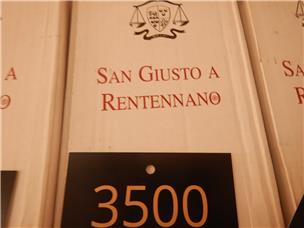 SAN GIUSTO A
RENTENNANO
3500
A